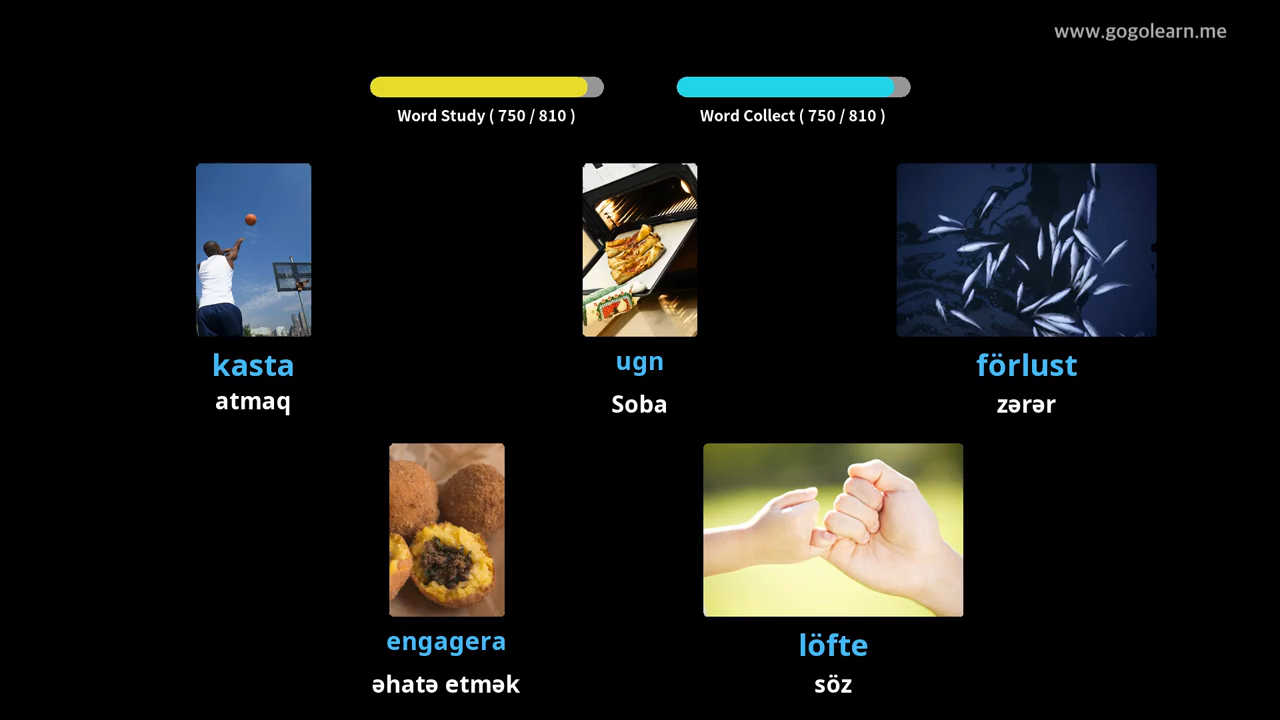 www.gogolearn.me
Word Study ( 750 / 810 )
Word Collect ( 750 / 810 )
kasta
atmaq
ugn
Soba
förlust
zərər
engagera
əhatə etmək
löfte
söz